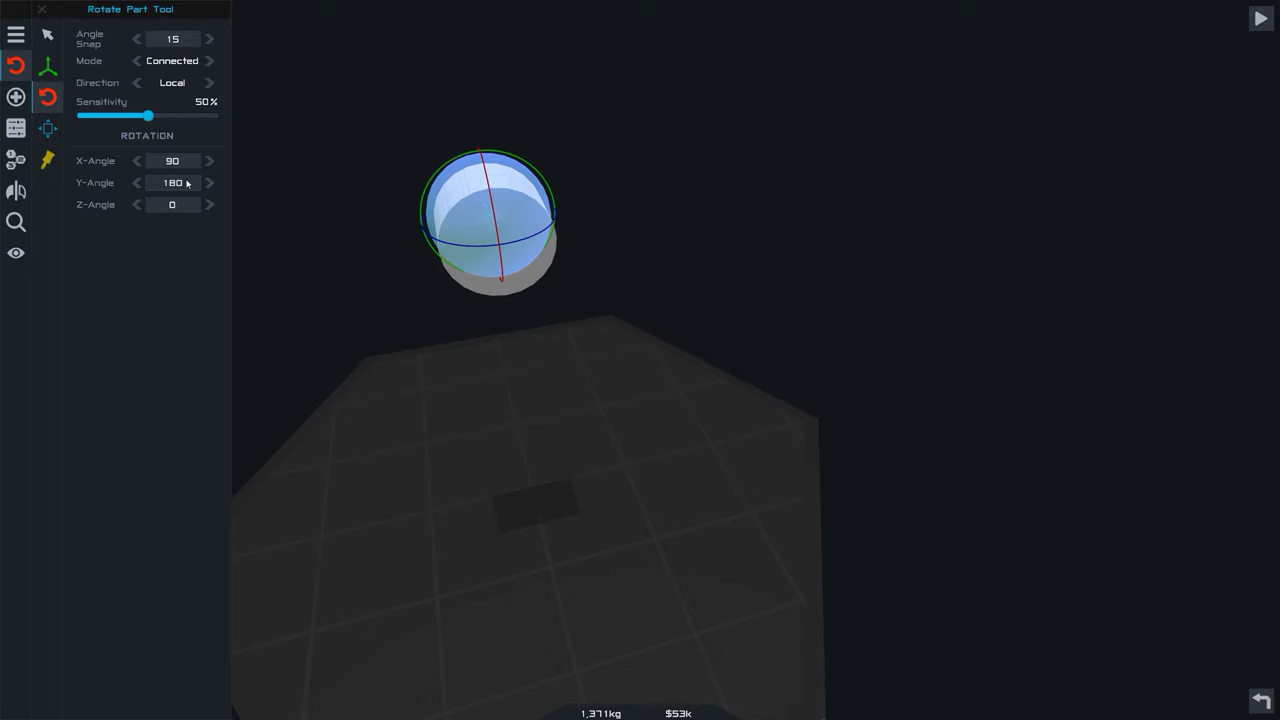 Rotate Part Tool
Angle Snap 15
Mode Connected
Direction Local
Sensitivity 50%
ROTATION
X-Angle 90
Y-Angle 180
Z-Angle 0
1,371kg $53k